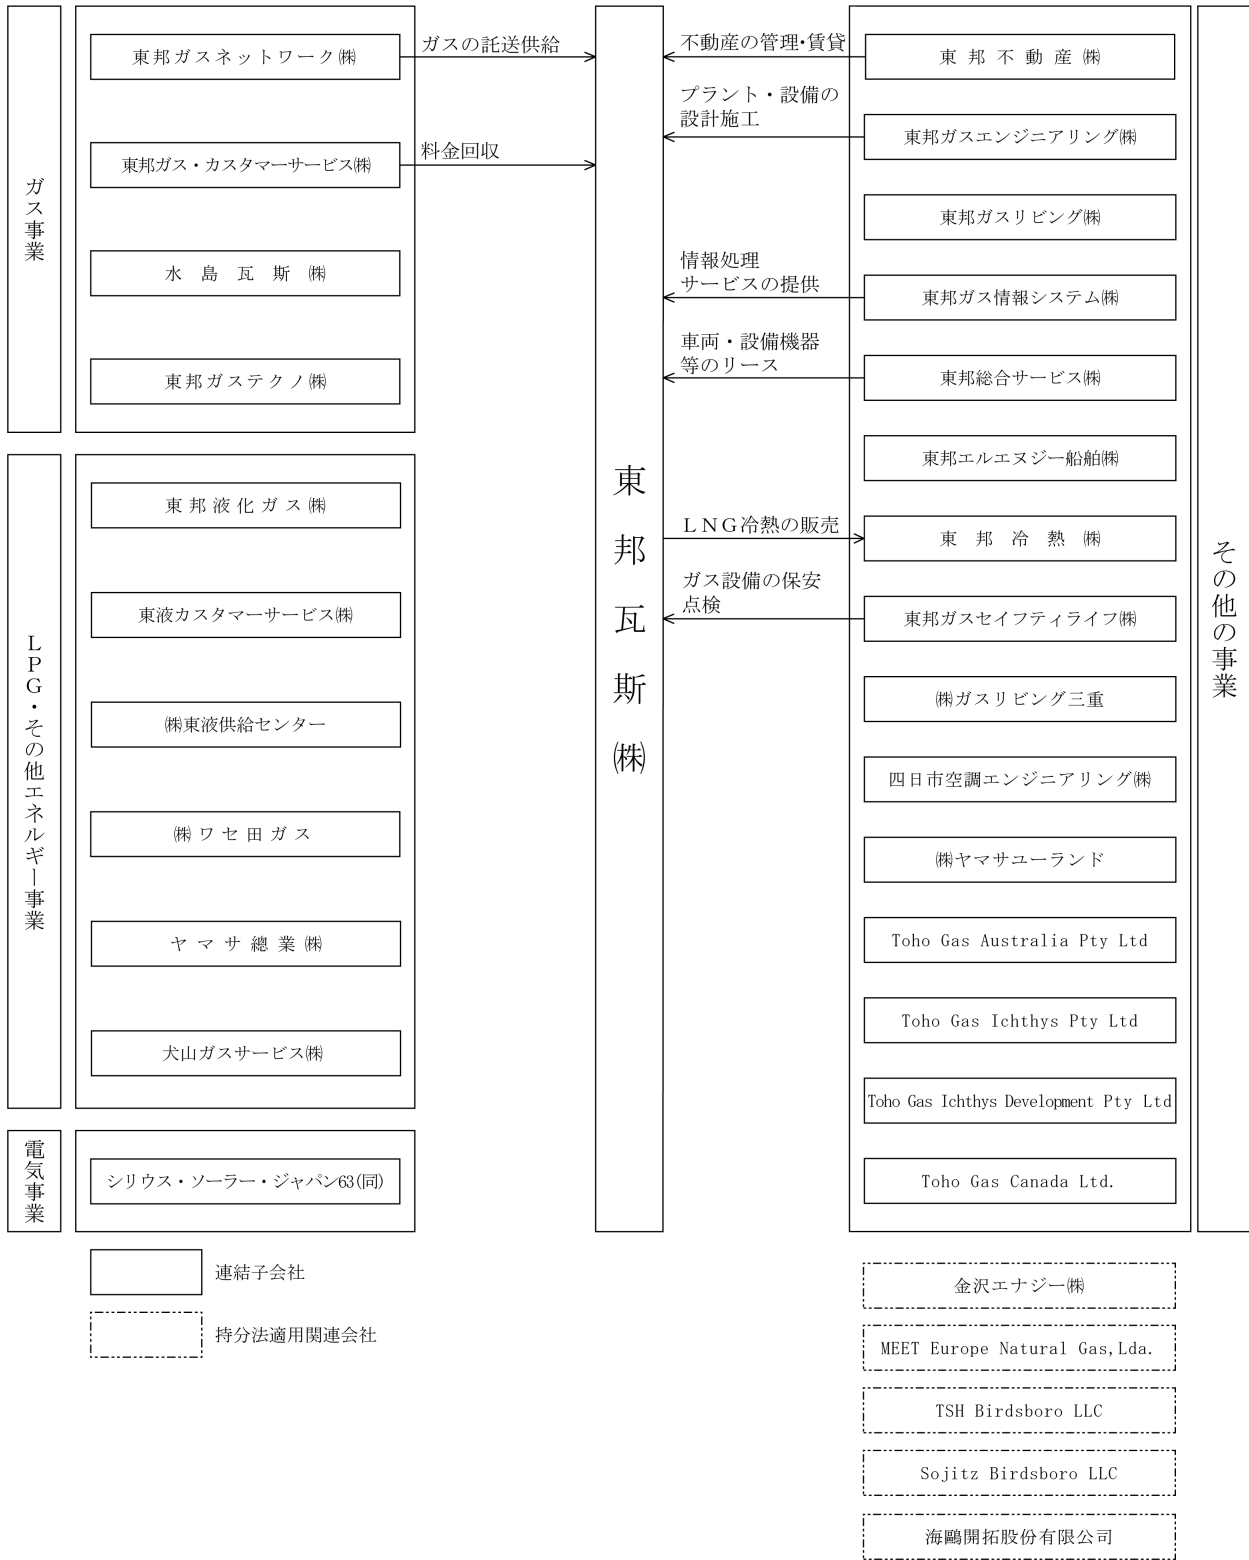 ガス事業
東邦ガスネットワーク㈱
東邦ガス・カスタマーサービス㈱
水島瓦斯㈱
東邦ガステクノ㈱
ガスの託送供給
料金回収
LPG・その他エネルギー事業
東邦液化ガス㈱
東液カスタマーサービス㈱
㈱東液供給センター
㈱ワセ田ガス
ヤマサ總業㈱
犬山ガスサービス㈱
電気事業
シリウス・ソーラー・ジャパン63(同)
連結子会社
持分法適用関連会社
東邦瓦斯㈱
不動産の管理・賃貸
プラント・設備の
設計施工
情報処理
サービスの提供
車両・設備機器
等のリース
LNG冷熱の販売
ガス設備の保安
点検
東邦不動産㈱
東邦ガスエンジニアリング㈱
東邦ガスリビング㈱
東邦ガス情報システム㈱
東邦総合サービス㈱
東邦エルエヌジー船舶㈱
東邦冷熱㈱
東邦ガスセイフティライフ㈱
㈱ガスリビング三重
四日市空調エンジニアリング㈱
㈱ヤマサユーランド
Toho Gas Australia Pty Ltd
Toho Gas Ichthys Pty Ltd
Toho Gas Ichthys Development Pty Ltd
Toho Gas Canada Ltd.
その他の事業
金沢エナジー㈱
MEET Europe Natural Gas,Lda.
TSH Birdsboro LLC
Sojitz Birdsboro LLC
海鷗開拓股份有限公司